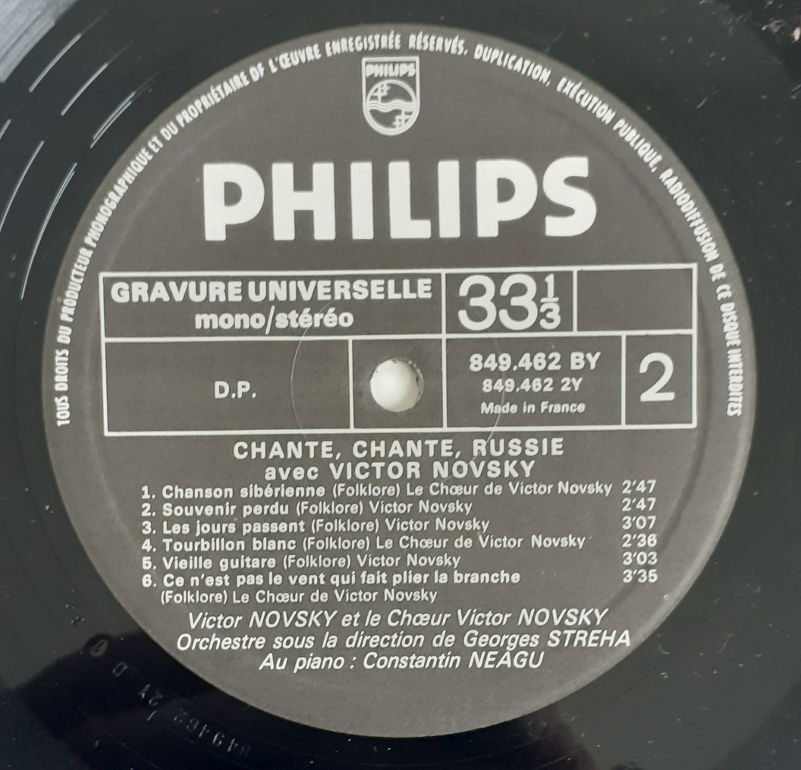 TOUS DROITS DU PRODUCTEUR PHONOGRAPHIQUE ET DU PROPRIÉTAIRE DE L'ŒUVRE ENREGISTRÉE RÉSERVÉS. DUPLICATION, EXÉCUTION PUBLIQUE, RADIODIFFUSION DE CE DISQUE INTERDITES
PHILIPS
PHILIPS
GRAVURE UNIVERSELLE
mono/stéréo
33 1/3
D.P.
849.462 BY
849.462 2Y
Made in France
2
CHANTE, CHANTE, RUSSIE
avec VICTOR NOVSKY
1. Chanson sibérienne (Folklore) Le Chœur de Victor Novsky 2'47
2. Souvenir perdu (Folklore) Victor Novsky 2'47
3. Les jours passent (Folklore) Victor Novsky 3'07
4. Tourbillon blanc (Folklore) Le Chœur de Victor Novsky 2'36
5. Vieille guitare (Folklore) Victor Novsky 3'03
6. Ce n'est pas le vent qui fait plier la branche 3'35
(Folklore) Le Chœur de Victor Novsky
Victor NOVSKY et le Chœur Victor NOVSKY
Orchestre sous la direction de Georges STREHA
Au piano : Constantin NEAGU
849462 2Y